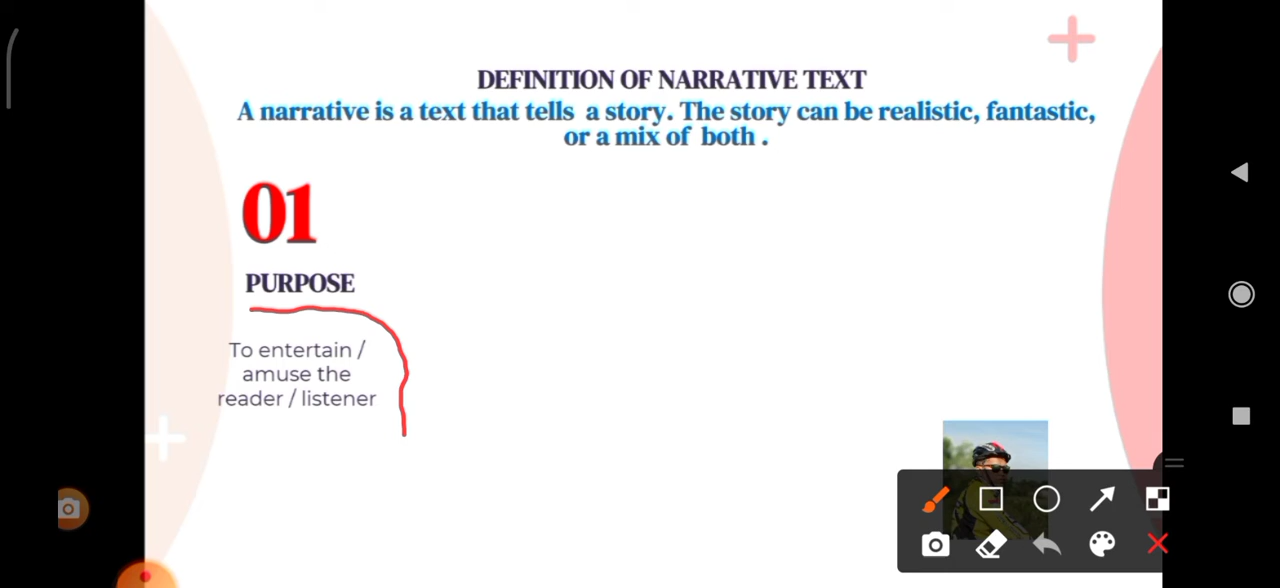 DEFINITION OF NARRATIVE TEXT
A narrative is a text that tells a story. The story can be realistic, fantastic,
or a mix of both .
01
PURPOSE
To entertain /
amuse the
reader / listener